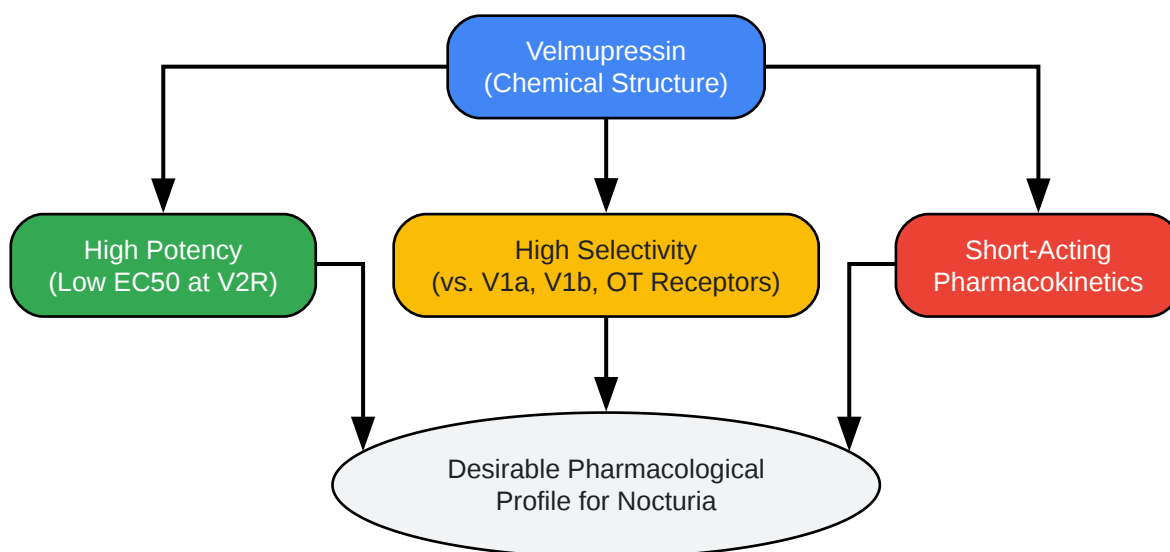 Velmupressin
(Chemical Structure)
High Potency
(Low EC50 at V2R)
High Selectivity
(vs. V1a, V1b, OT Receptors)
Short-Acting
Pharmacokinetics
Desirable Pharmacological
Profile for Nocturia